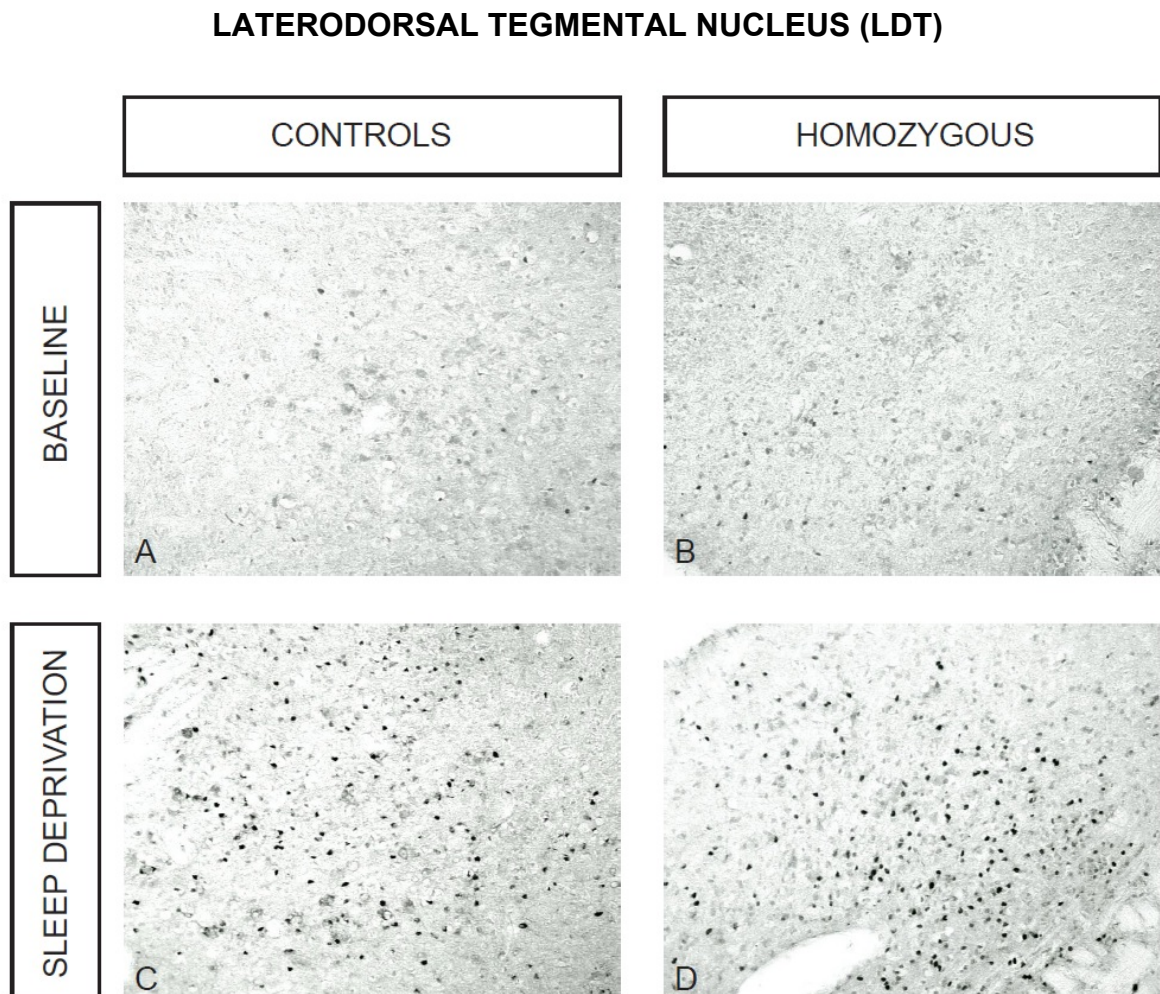 LATERODORSAL TEGMENTAL NUCLEUS (LDT)
CONTROLS
HOMOZYGOUS
BASELINE
A
B
SLEEP DEPRIVATION
C
D